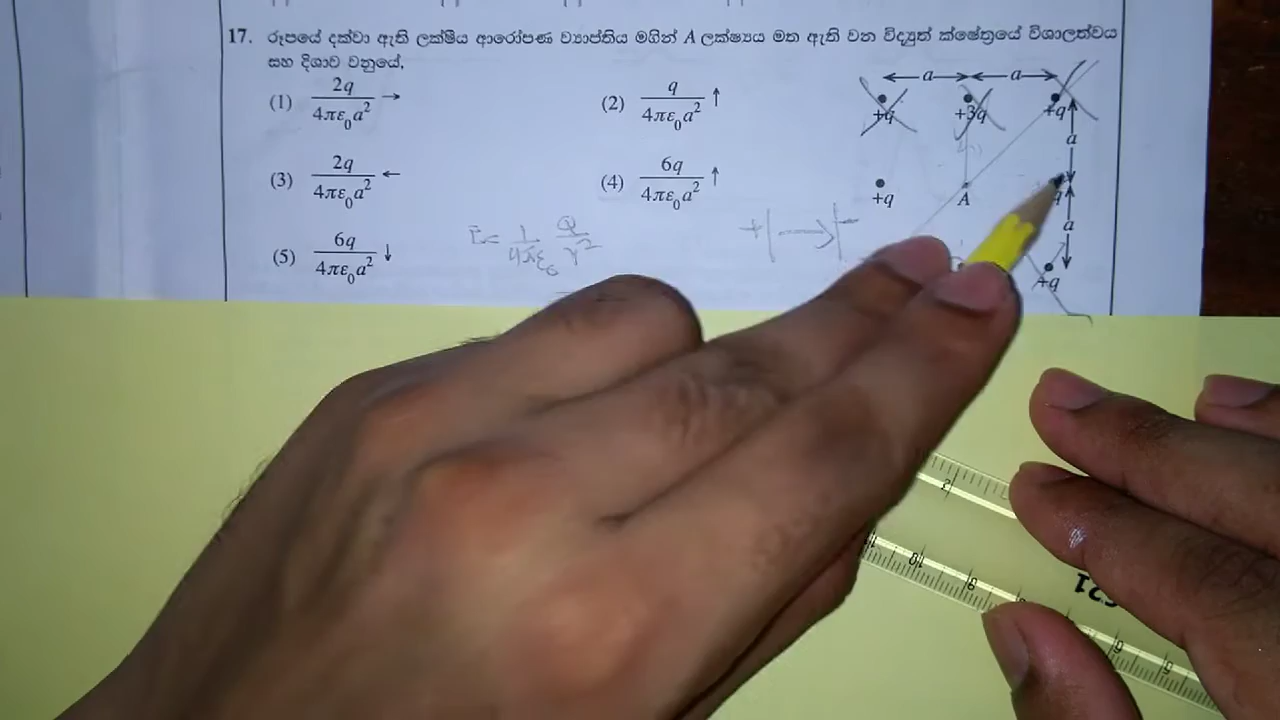 17. රූපයේ දක්වා ඇති ලක්ෂීය ආරෝපණ ව්‍යාප්තිය මගින් A ලක්ෂ්‍යය මත ඇති වන විද්‍යුත් ක්ෂේත්‍රයේ විශාලත්වය
සහ දිශාව වනුයේ,
(1) 2q / 4πε₀a² →
(2) q / 4πε₀a² ↑
(3) 2q / 4πε₀a² ←
(4) 6q / 4πε₀a² ↑
(5) 6q / 4πε₀a² ↓
a a
+q +3q +q
a
+q A q
a
+q
E = 1 / 4πε₀ Q / r²
+ → -